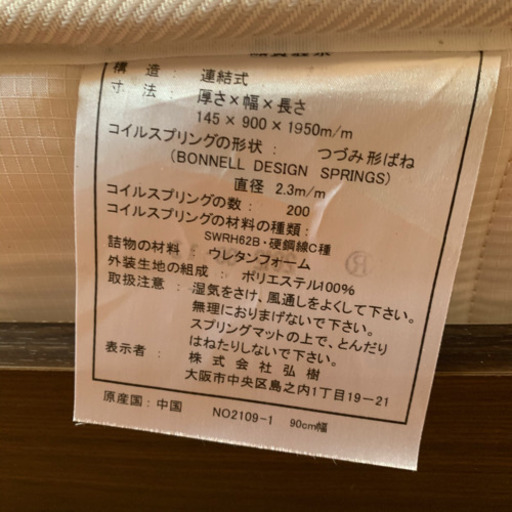 構造： 連結式
寸法： 厚さ×幅×長さ
145×900×1950m/m
コイルスプリングの形状： つづみ形ばね
(BONNELL DESIGN SPRINGS)
直径 2.3m/m
コイルスプリングの数： 200
コイルスプリングの材料の種類：
SWRH62B・硬鋼線C種
詰物の材料 ： ウレタンフォーム
外装生地の組成 ： ポリエステル100%
取扱注意 ： 湿気をさけ、風通しをよくして下さい。
無理におりまげないで下さい。
スプリングマットの上で、とんだり
はねたりしないで下さい。
表示者 ： 株式会社弘樹
大阪市中央区島之内1丁目19-21
原産国：中国 NO2109-1 90cm幅